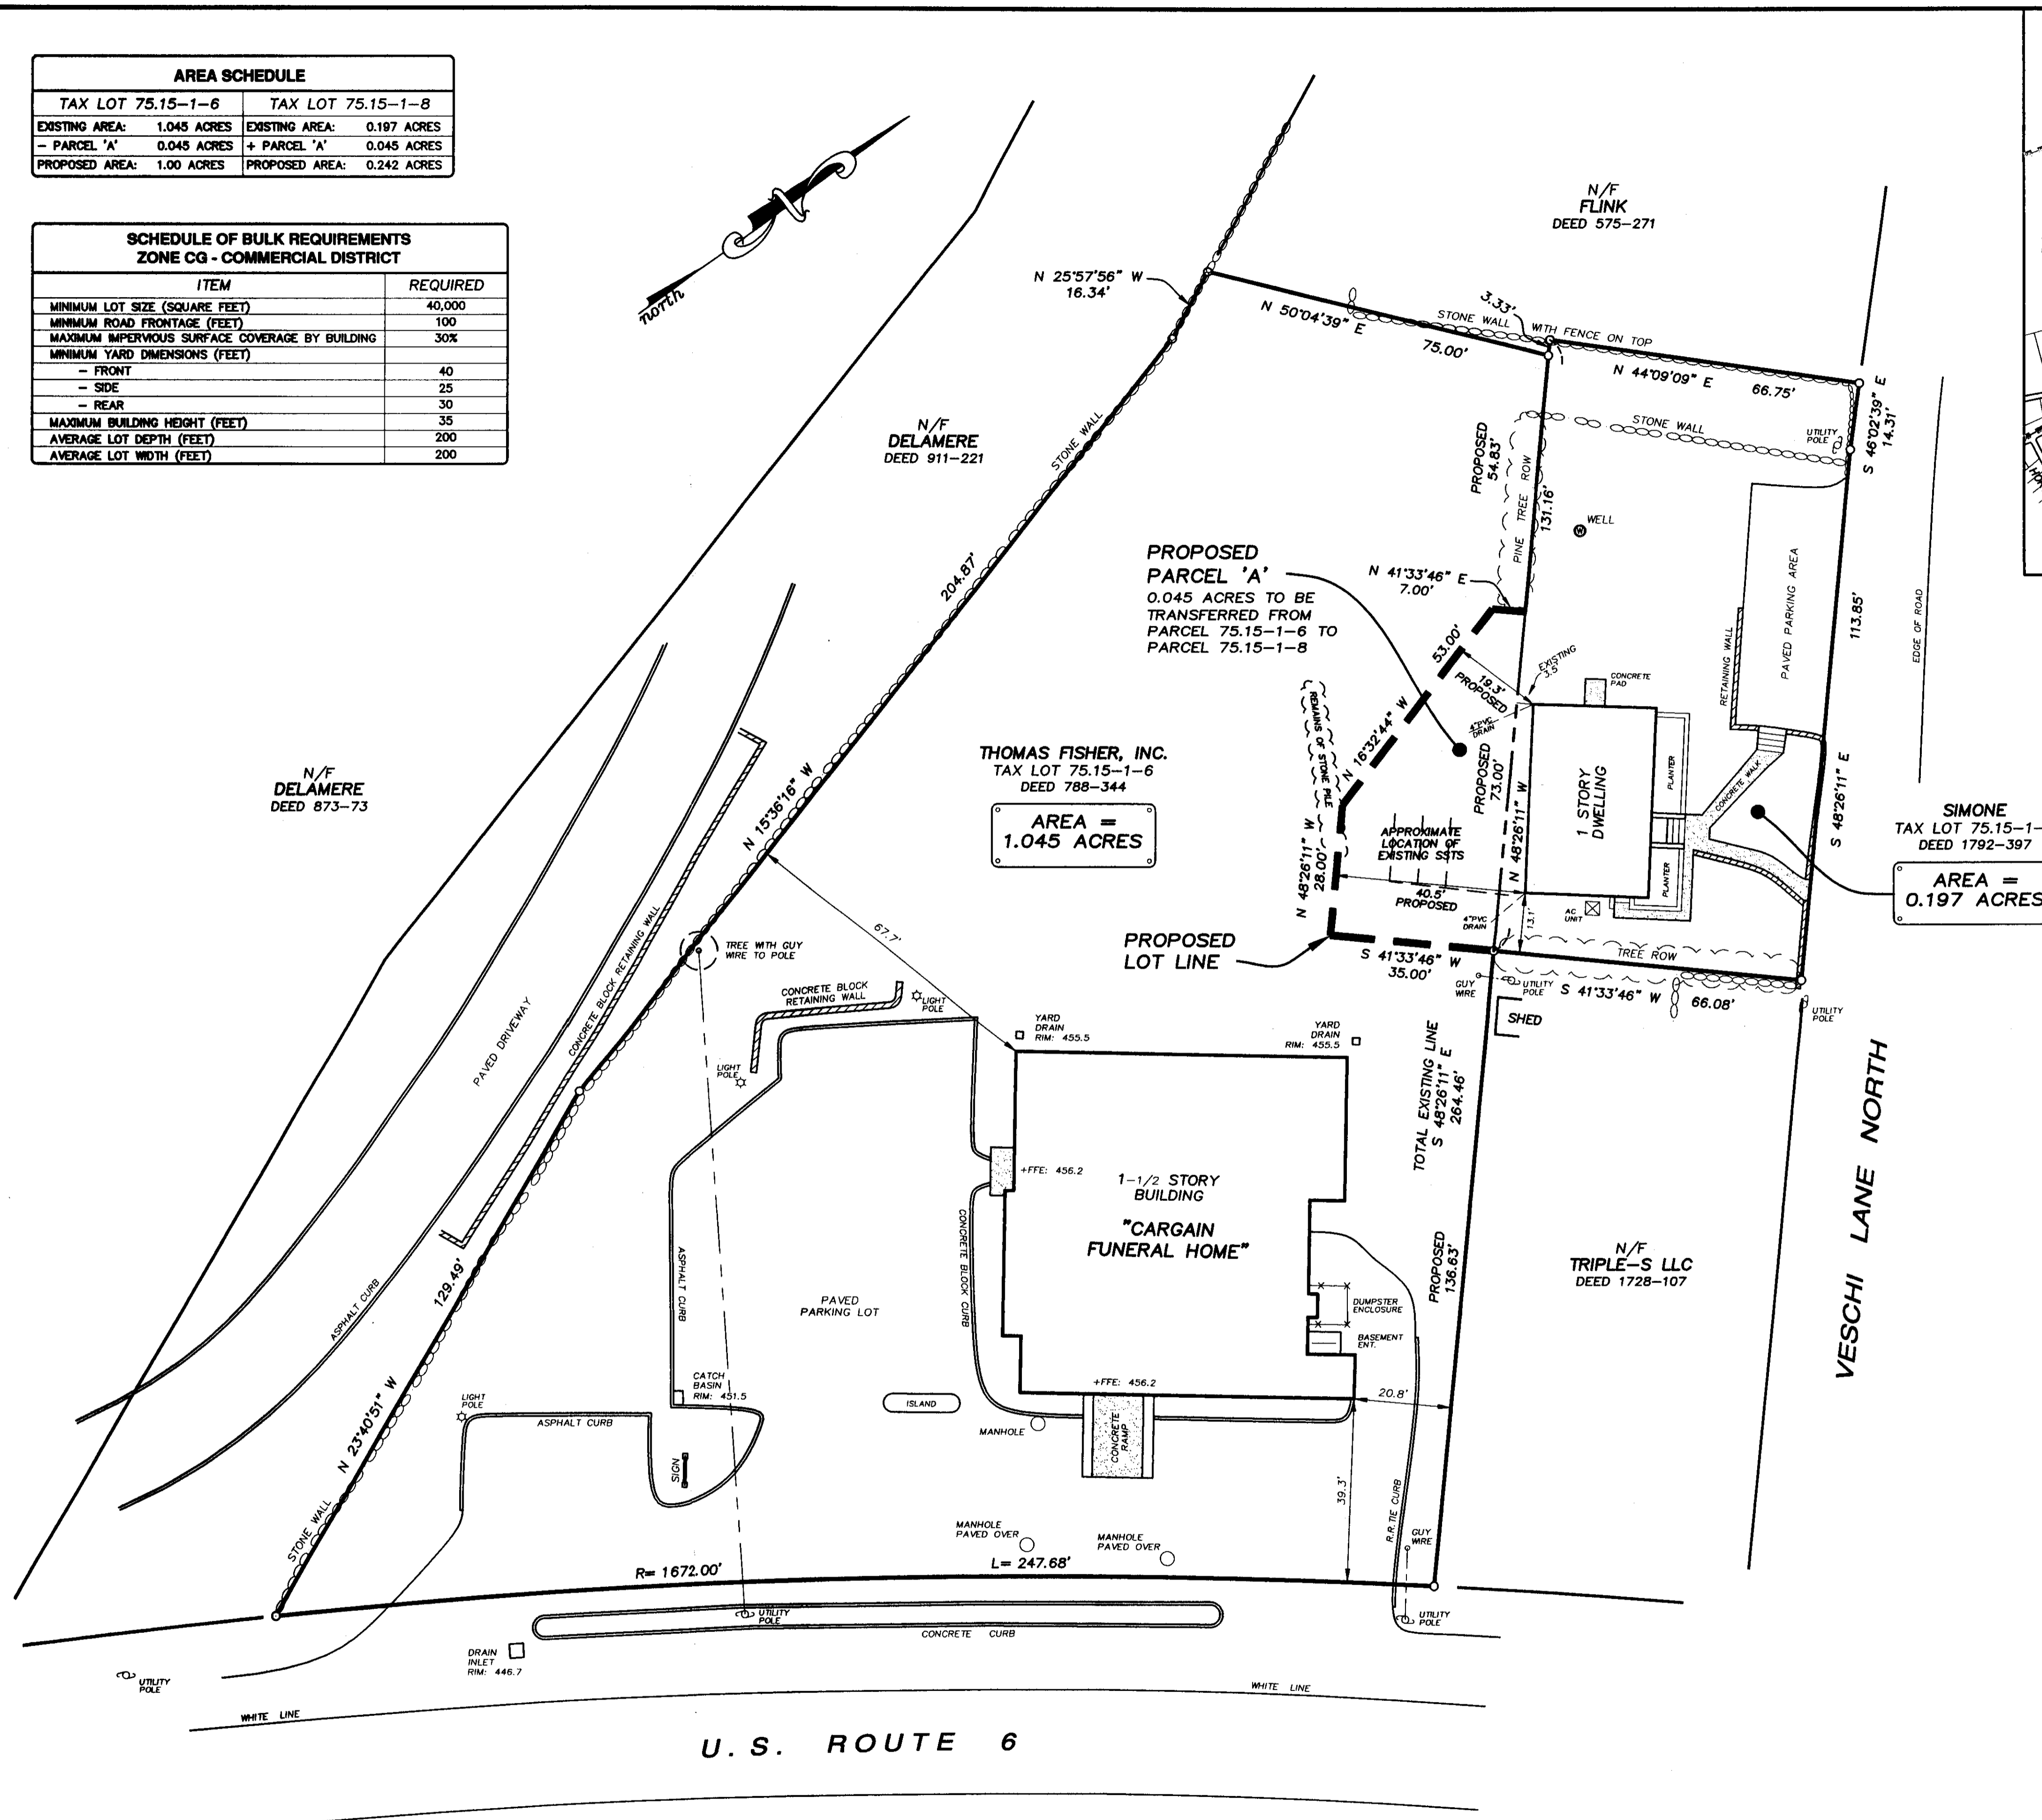 AREA SCHEDULE
TAX LOT 75.15-1-6 TAX LOT 75.15-1-8
EXISTING AREA: 1.045 ACRES EXISTING AREA: 0.197 ACRES
- PARCEL 'A' 0.045 ACRES + PARCEL 'A' 0.045 ACRES
PROPOSED AREA: 1.00 ACRES PROPOSED AREA: 0.242 ACRES
SCHEDULE OF BULK REQUIREMENTS
ZONE CG - COMMERCIAL DISTRICT
ITEM REQUIRED
MINIMUM LOT SIZE (SQUARE FEET) 40,000
MINIMUM ROAD FRONTAGE (FEET) 100
MAXIMUM IMPERVIOUS SURFACE COVERAGE BY BUILDING 30%
MINIMUM YARD DIMENSIONS (FEET)
- FRONT 40
- SIDE 25
- REAR 30
MAXIMUM BUILDING HEIGHT (FEET) 35
AVERAGE LOT DEPTH (FEET) 200
AVERAGE LOT WIDTH (FEET) 200
north
N/F
FLINK
DEED 575-271
N 25°57'56" W
16.34'
N 50°04'39" E
75.00'
3.33'
STONE WALL WITH FENCE ON TOP
N 44°09'09" E 66.75'
S 46°02'39" E
14.31'
STONE WALL
UTILITY
POLE
N/F
DELAMERE
DEED 911-221
STONE WALL
204.87'
PROPOSED
54.83'
PINE TREE ROW
131.16'
WELL
PAVED PARKING AREA
RETAINING WALL
113.85'
EDGE OF ROAD
PROPOSED
PARCEL 'A'
0.045 ACRES TO BE
TRANSFERRED FROM
PARCEL 75.15-1-6 TO
PARCEL 75.15-1-8
N 41°33'46" E
7.00'
53.00'
EXISTING
3.5'
19.3'
PROPOSED
CONCRETE
PAD
4"PVC
DRAIN
N 16°32'44" W
REMAINS OF STONE PILE
PROPOSED
73.00'
N 48°26'11" W
1 STORY
DWELLING
PLANTER
CONCRETE WALK
S 48°26'11" E
N/F
DELAMERE
DEED 873-73
THOMAS FISHER, INC.
TAX LOT 75.15-1-6
DEED 788-344
AREA =
1.045 ACRES
N 15°36'16" W
N 48°26'11" W
28.00'
APPROXIMATE
LOCATION OF
EXISTING SSTS
40.5'
PROPOSED
4"PVC
DRAIN
13.1'
AC
UNIT
PLANTER
SIMONE
TAX LOT 75.15-1-
DEED 1792-397
AREA =
0.197 ACRES
PROPOSED
LOT LINE
S 41°33'46" W
35.00'
TREE ROW
GUY
WIRE
UTILITY
POLE
S 41°33'46" W 66.08'
UTILITY
POLE
SHED
67.7'
TREE WITH GUY
WIRE TO POLE
CONCRETE BLOCK
RETAINING WALL
LIGHT
POLE
CONCRETE BLOCK RETAINING WALL
PAVED DRIVEWAY
LIGHT
POLE
YARD
DRAIN
RIM: 455.5
YARD
DRAIN
RIM: 455.5
TOTAL EXISTING LINE
S 48°26'11" E
264.46'
VESCHI LANE NORTH
+FFE: 456.2
1-1/2 STORY
BUILDING
"CARGAIN
FUNERAL HOME"
PROPOSED
136.63'
N/F
TRIPLE-S LLC
DEED 1728-107
129.49'
ASPHALT CURB
ASPHALT CURB
PAVED
PARKING LOT
CONCRETE BLOCK CURB
DUMPSTER
ENCLOSURE
BASEMENT
ENT.
CATCH
BASIN
RIM: 451.5
+FFE: 456.2
20.8'
ISLAND
MANHOLE
CONCRETE
RAMP
LIGHT
POLE
ASPHALT CURB
N 23°40'51" W
SIGN
39.3'
R.R.TIE CURB
STONE WALL
MANHOLE
PAVED OVER
MANHOLE
PAVED OVER
GUY
WIRE
R= 1672.00' L= 247.68'
UTILITY
POLE
UTILITY
POLE
CONCRETE CURB
DRAIN
INLET
RIM: 446.7
UTILITY
POLE
WHITE LINE
WHITE LINE
U.S. ROUTE 6